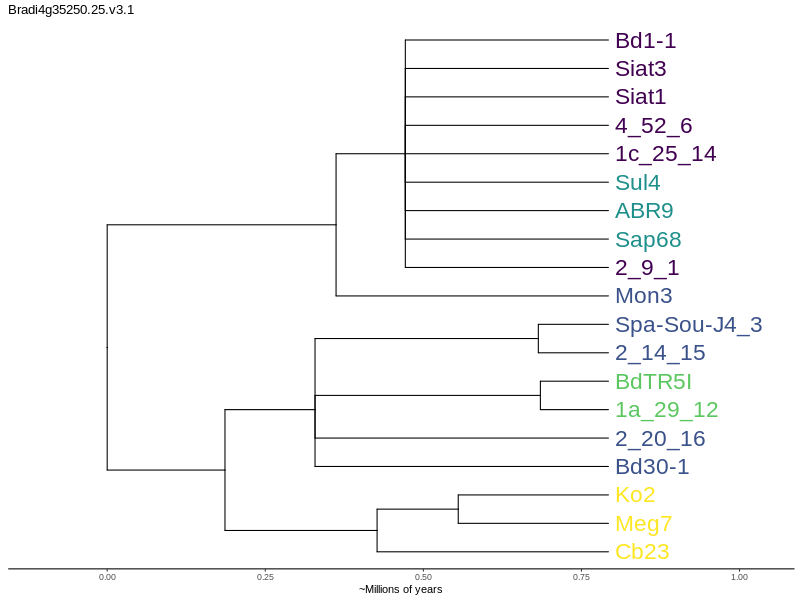 Bradi4g35250.25.v3.1
Bd1-1
Siat3
Siat1
4_52_6
1c_25_14
Sul4
ABR9
Sap68
2_9_1
Mon3
Spa-Sou-J4_3
2_14_15
BdTR5I
1a_29_12
2_20_16
Bd30-1
Ko2
Meg7
Cb23
0.00 0.25 0.50 0.75 1.00
~Millions of years